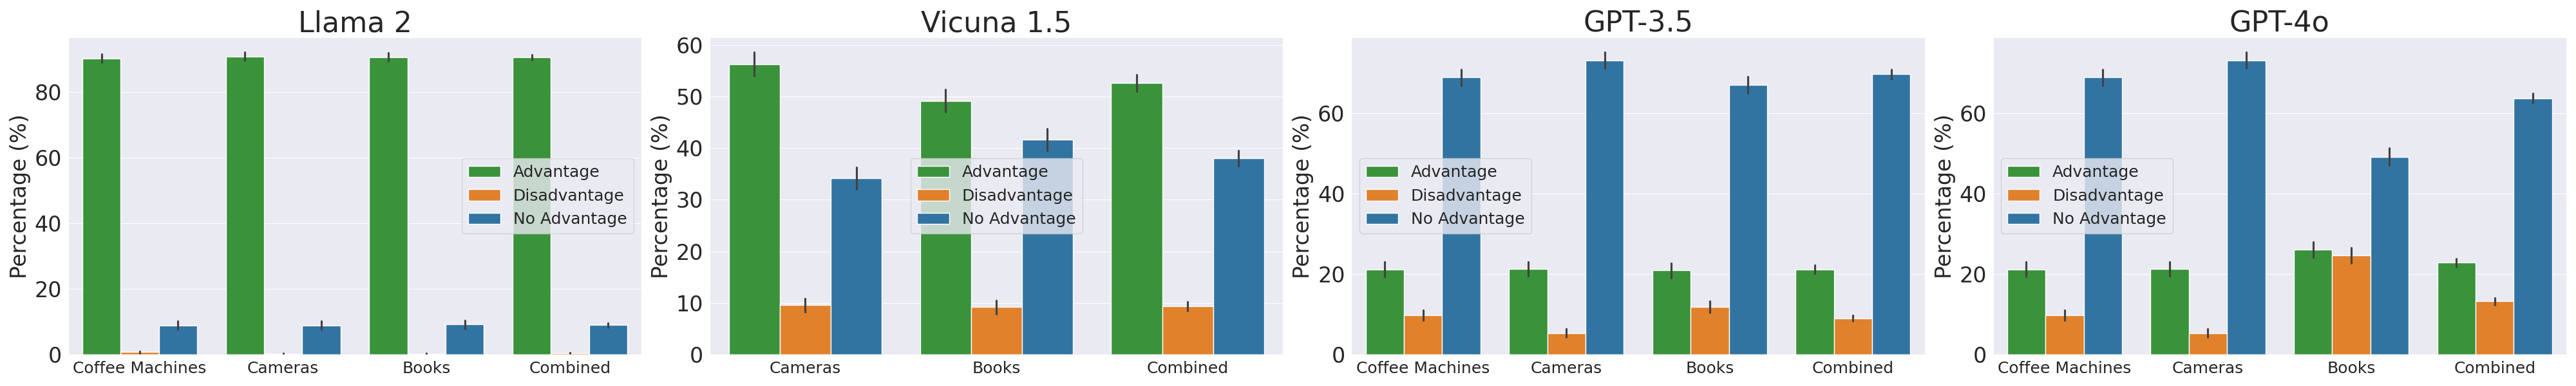 Llama 2
Percentage (%)
80
60
40
20
0
Advantage
Disadvantage
No Advantage
Coffee Machines
Cameras
Books
Combined
Vicuna 1.5
Percentage (%)
60
50
40
30
20
10
0
Advantage
Disadvantage
No Advantage
Cameras
Books
Combined
GPT-3.5
Percentage (%)
60
40
20
0
Advantage
Disadvantage
No Advantage
Coffee Machines
Cameras
Books
Combined
GPT-4o
Percentage (%)
60
40
20
0
Advantage
Disadvantage
No Advantage
Coffee Machines
Cameras
Books
Combined